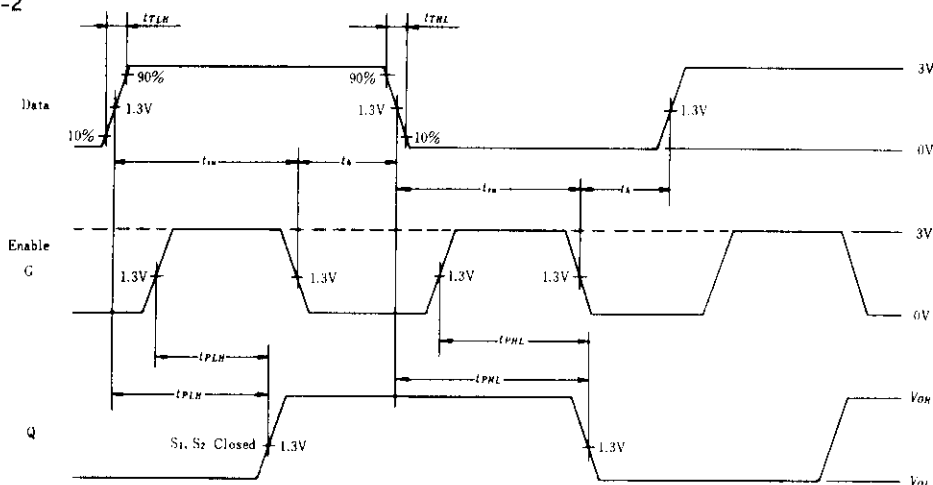 -2
tTLH
tTHL
90%
90%
3V
Data
1.3V
1.3V
1.3V
10%
10%
0V
tsu
th
tsu
th
Enable
G
3V
1.3V
1.3V
1.3V
1.3V
0V
tPLH
tPHL
tPLH
tPHL
VOH
Q
S1, S2 Closed
1.3V
1.3V
VOL